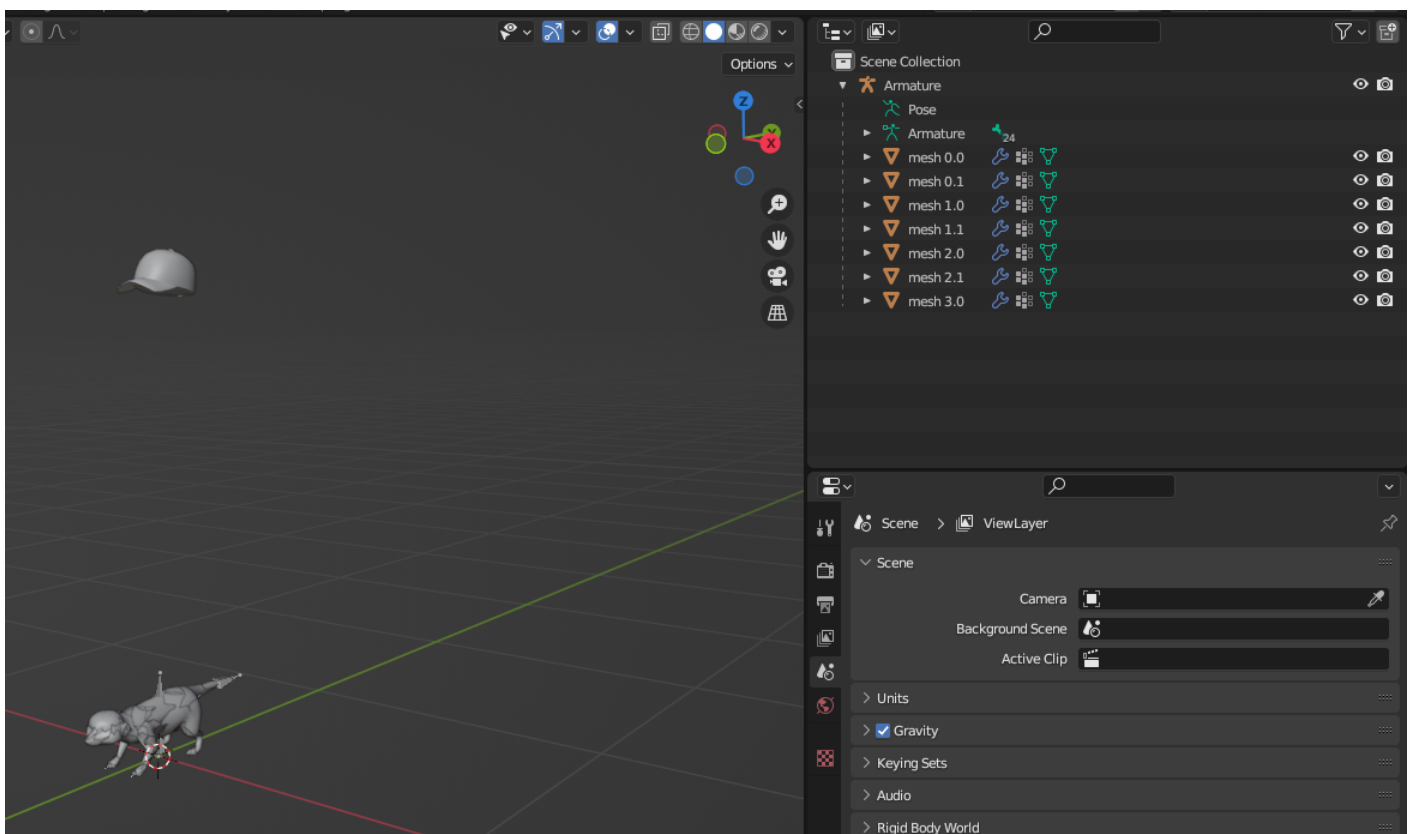 Options
Z
Y
X
Scene Collection
Armature
Pose
Armature 24
mesh 0.0
mesh 0.1
mesh 1.0
mesh 1.1
mesh 2.0
mesh 2.1
mesh 3.0
Scene > ViewLayer
Scene
Camera
Background Scene
Active Clip
Units
Gravity
Keying Sets
Audio
Rigid Body World